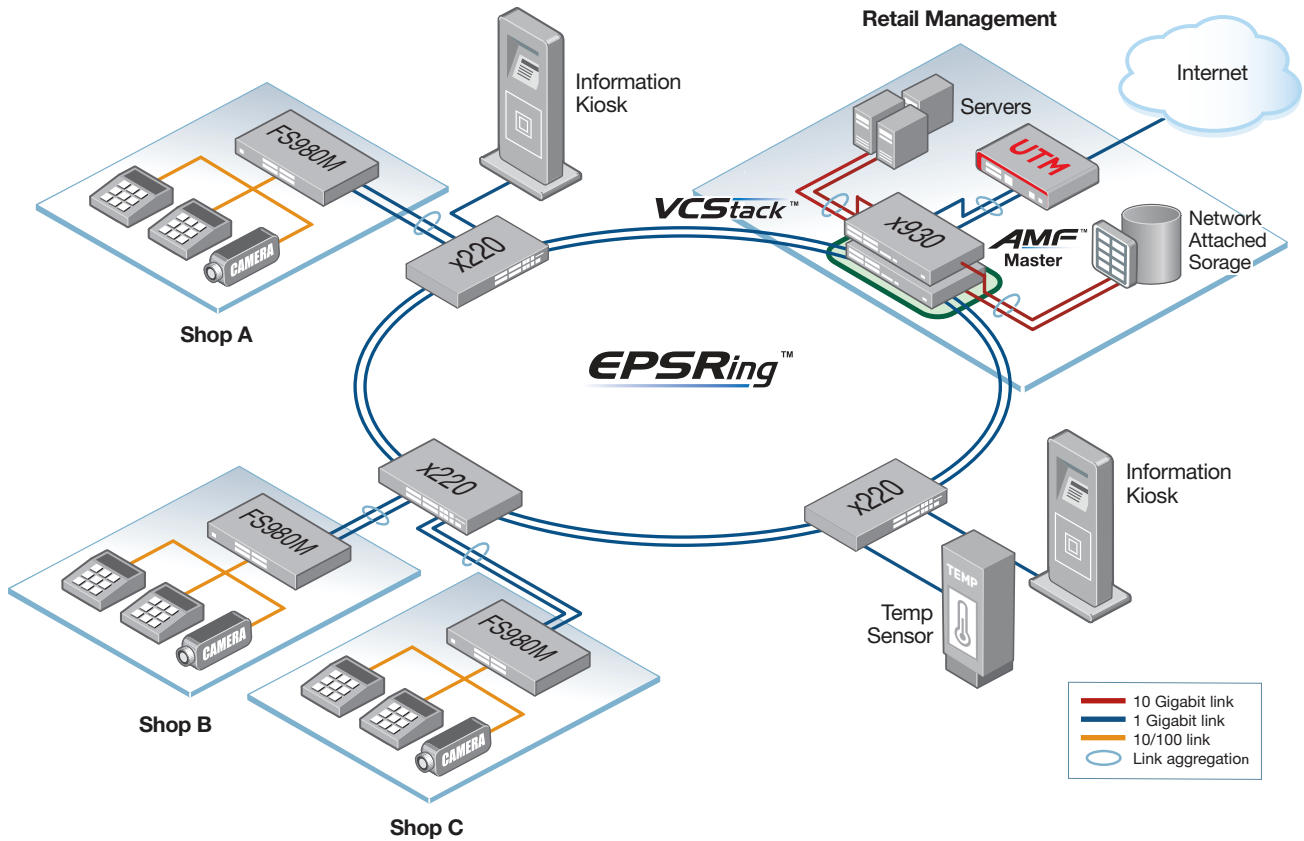 Retail Management
Internet
Information
Kiosk
Servers
FS980M
UTM
VCStack™
x930
AMF™
Master
Network
Attached
Sorage
CAMERA
x220
Shop A
EPSRing™
x220
x220
Information
Kiosk
FS980M
TEMP
Temp
Sensor
CAMERA
FS980M
Shop B
CAMERA
Shop C
10 Gigabit link
1 Gigabit link
10/100 link
Link aggregation